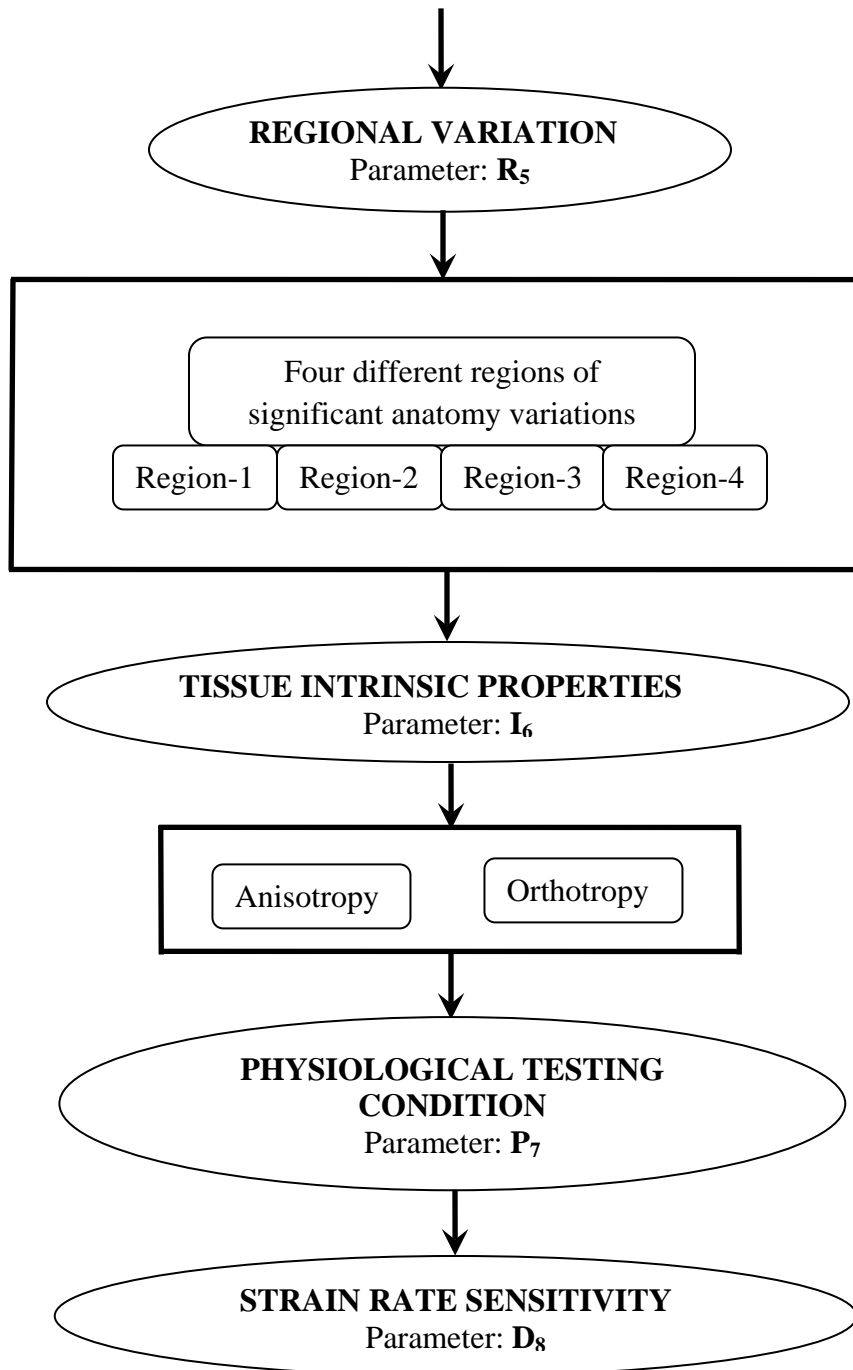 REGIONAL VARIATION
Parameter: R₅
Four different regions of
significant anatomy variations
Region-1 Region-2 Region-3 Region-4
TISSUE INTRINSIC PROPERTIES
Parameter: I₆
Anisotropy Orthotropy
PHYSIOLOGICAL TESTING
CONDITION
Parameter: P₇
STRAIN RATE SENSITIVITY
Parameter: D₈